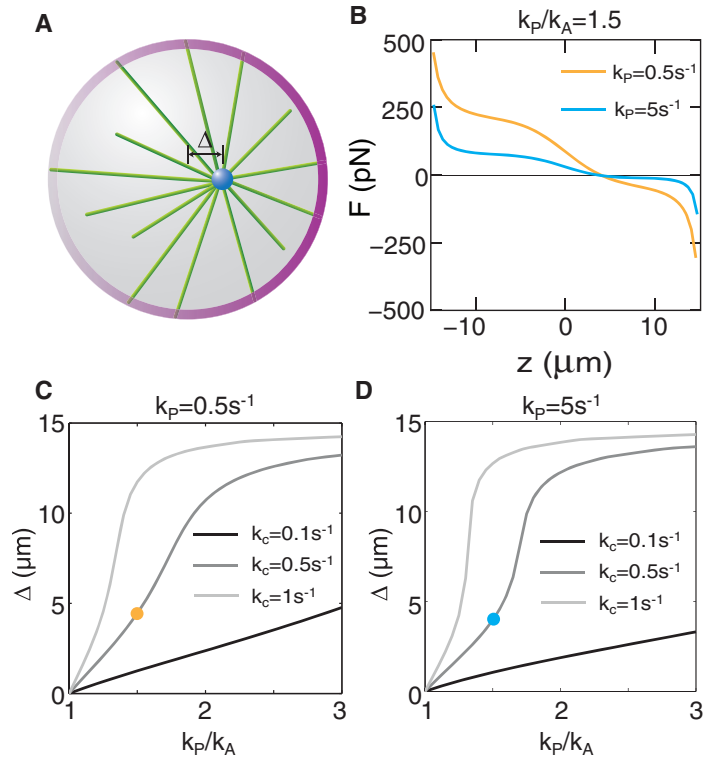 A
Δ
B
kP/kA=1.5
500
250
0
−250
−500
F (pN)
kP=0.5s-1
kP=5s-1
−10
0
10
z (μm)
C
kP=0.5s-1
15
10
5
0
Δ (μm)
kc=0.1s-1
kc=0.5s-1
kc=1s-1
1
2
3
kP/kA
D
kP=5s-1
15
10
5
0
Δ (μm)
kc=0.1s-1
kc=0.5s-1
kc=1s-1
1
2
3
kP/kA